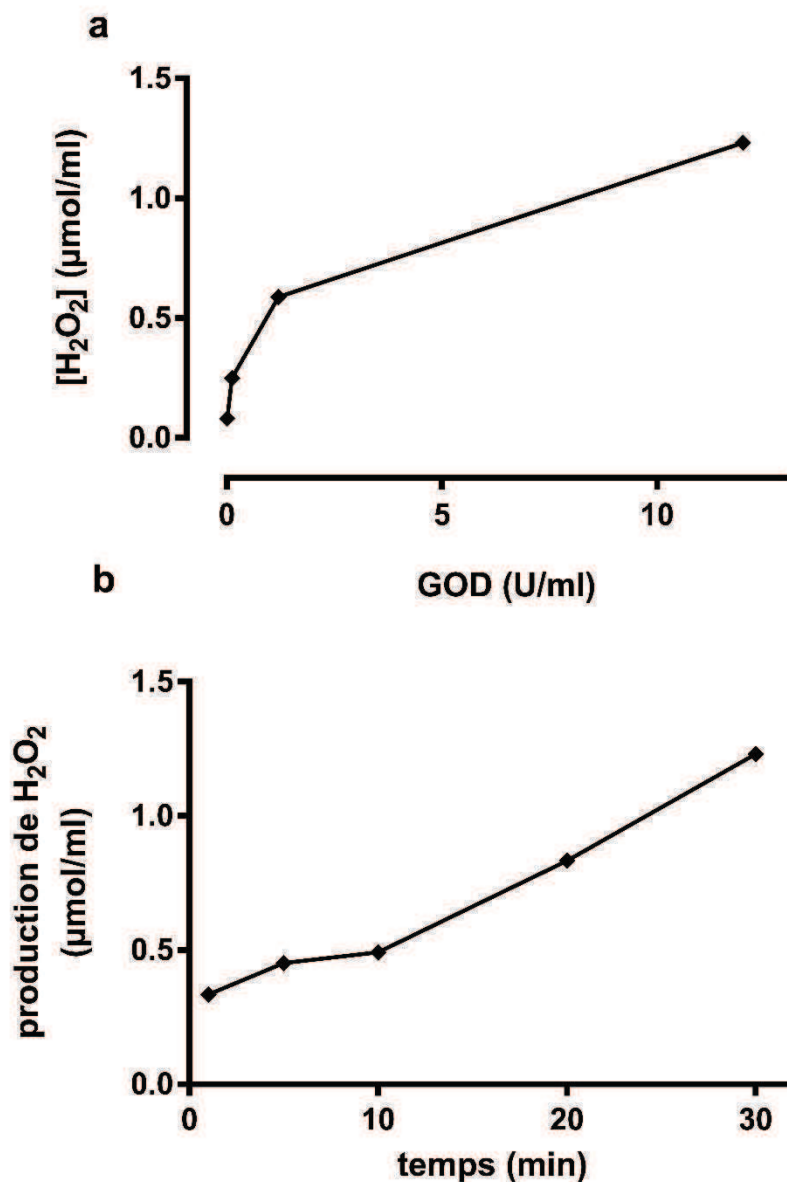 a
[H₂O₂] (µmol/ml)
1.5
1.0
0.5
0.0
0 5 10
GOD (U/ml)
b
production de H₂O₂
(µmol/ml)
1.5
1.0
0.5
0.0
0 10 20 30
temps (min)